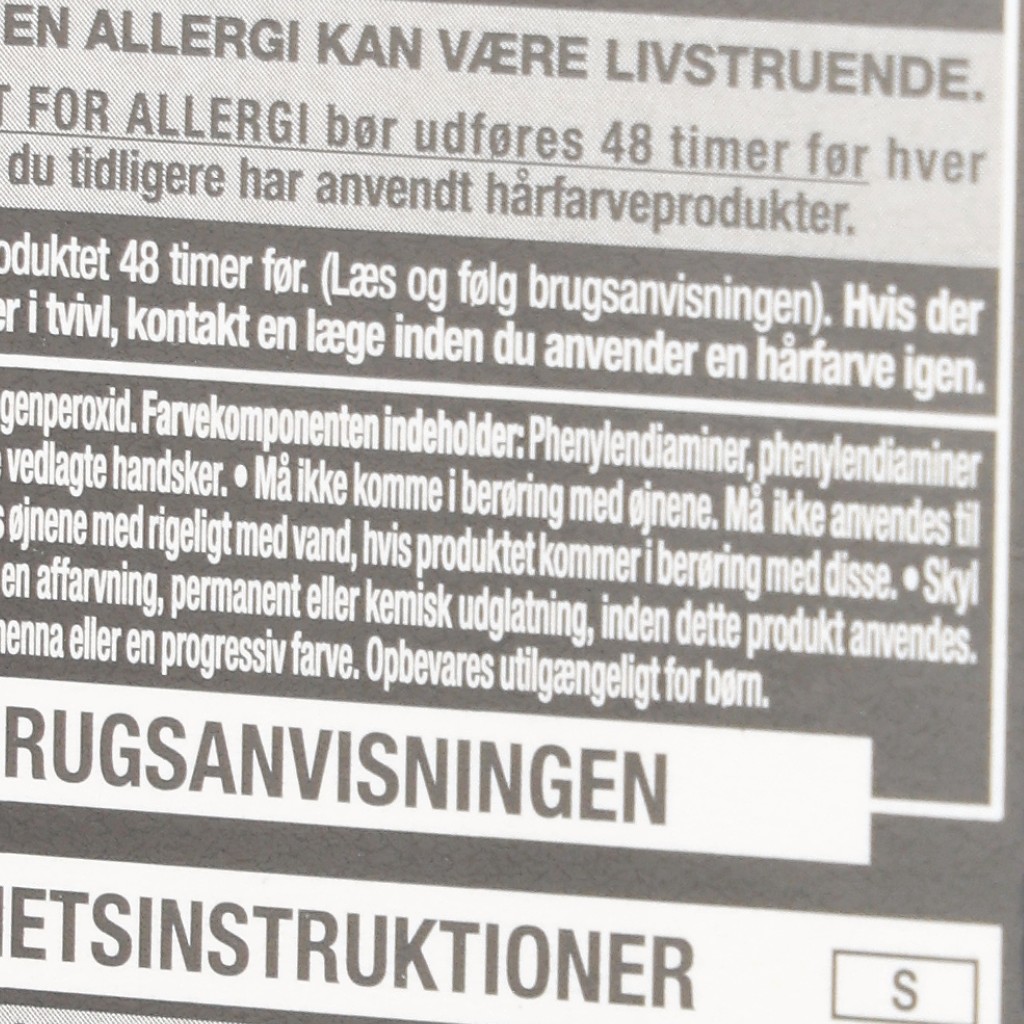 EN ALLERGI KAN VÆRE LIVSTRUENDE.
FOR ALLERGI bør udføres 48 timer før hver
du tidligere har anvendt hårfarveprodukter.
oduktet 48 timer før. (Læs og følg brugsanvisningen). Hvis der
er i tvivl, kontakt en læge inden du anvender en hårfarve igen.
genperoxid. Farvekomponenten indeholder: Phenylendiaminer, phenylendiaminer
vedlagte handsker. • Må ikke komme i berøring med øjnene. Må ikke anvendes til
øjnene med rigeligt med vand, hvis produktet kommer i berøring med disse. • Skyl
en affarvning, permanent eller kemisk udglatning, inden dette produkt anvendes.
henna eller en progressiv farve. Opbevares utilgængeligt for børn.
RUGSANVISNINGEN
ETSINSTRUKTIONER
S